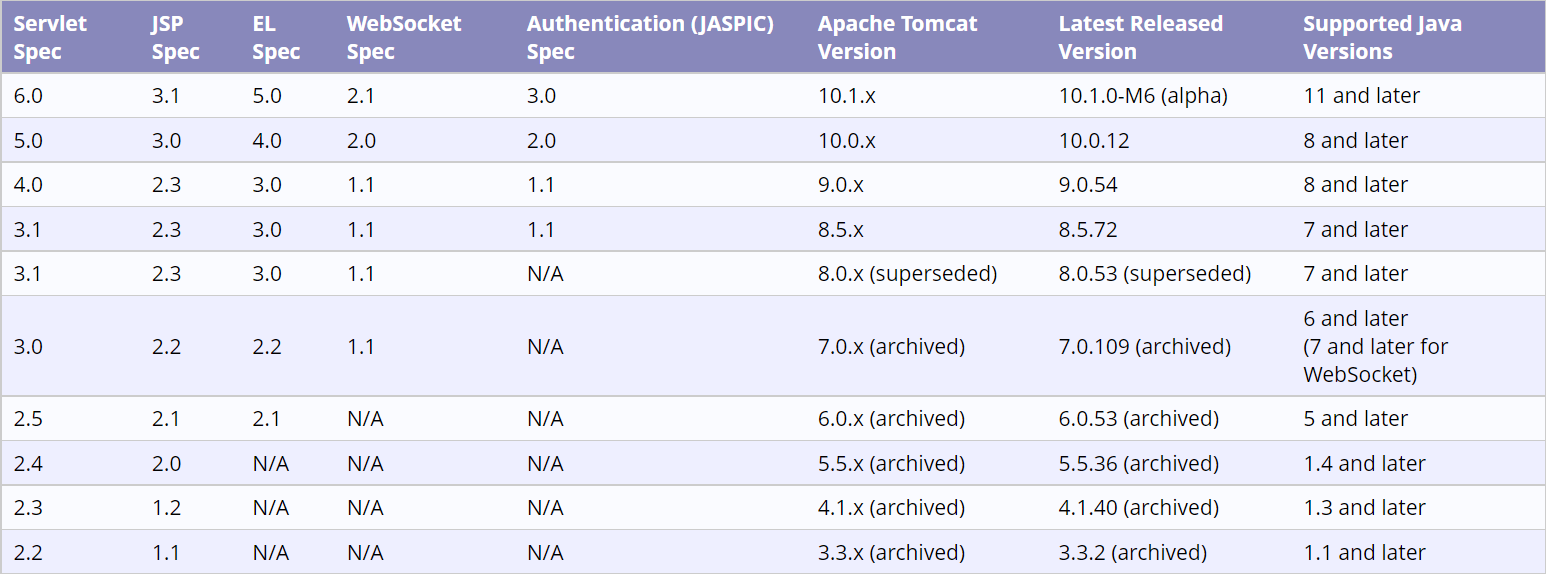 Servlet Spec JSP Spec EL Spec WebSocket Spec Authentication (JASPIC) Spec Apache Tomcat Version Latest Released Version Supported Java Versions
6.0 3.1 5.0 2.1 3.0 10.1.x 10.1.0-M6 (alpha) 11 and later
5.0 3.0 4.0 2.0 2.0 10.0.x 10.0.12 8 and later
4.0 2.3 3.0 1.1 1.1 9.0.x 9.0.54 8 and later
3.1 2.3 3.0 1.1 1.1 8.5.x 8.5.72 7 and later
3.1 2.3 3.0 1.1 N/A 8.0.x (superseded) 8.0.53 (superseded) 7 and later
3.0 2.2 2.2 1.1 N/A 7.0.x (archived) 7.0.109 (archived) 6 and later
(7 and later for
WebSocket)
2.5 2.1 2.1 N/A N/A 6.0.x (archived) 6.0.53 (archived) 5 and later
2.4 2.0 N/A N/A N/A 5.5.x (archived) 5.5.36 (archived) 1.4 and later
2.3 1.2 N/A N/A N/A 4.1.x (archived) 4.1.40 (archived) 1.3 and later
2.2 1.1 N/A N/A N/A 3.3.x (archived) 3.3.2 (archived) 1.1 and later